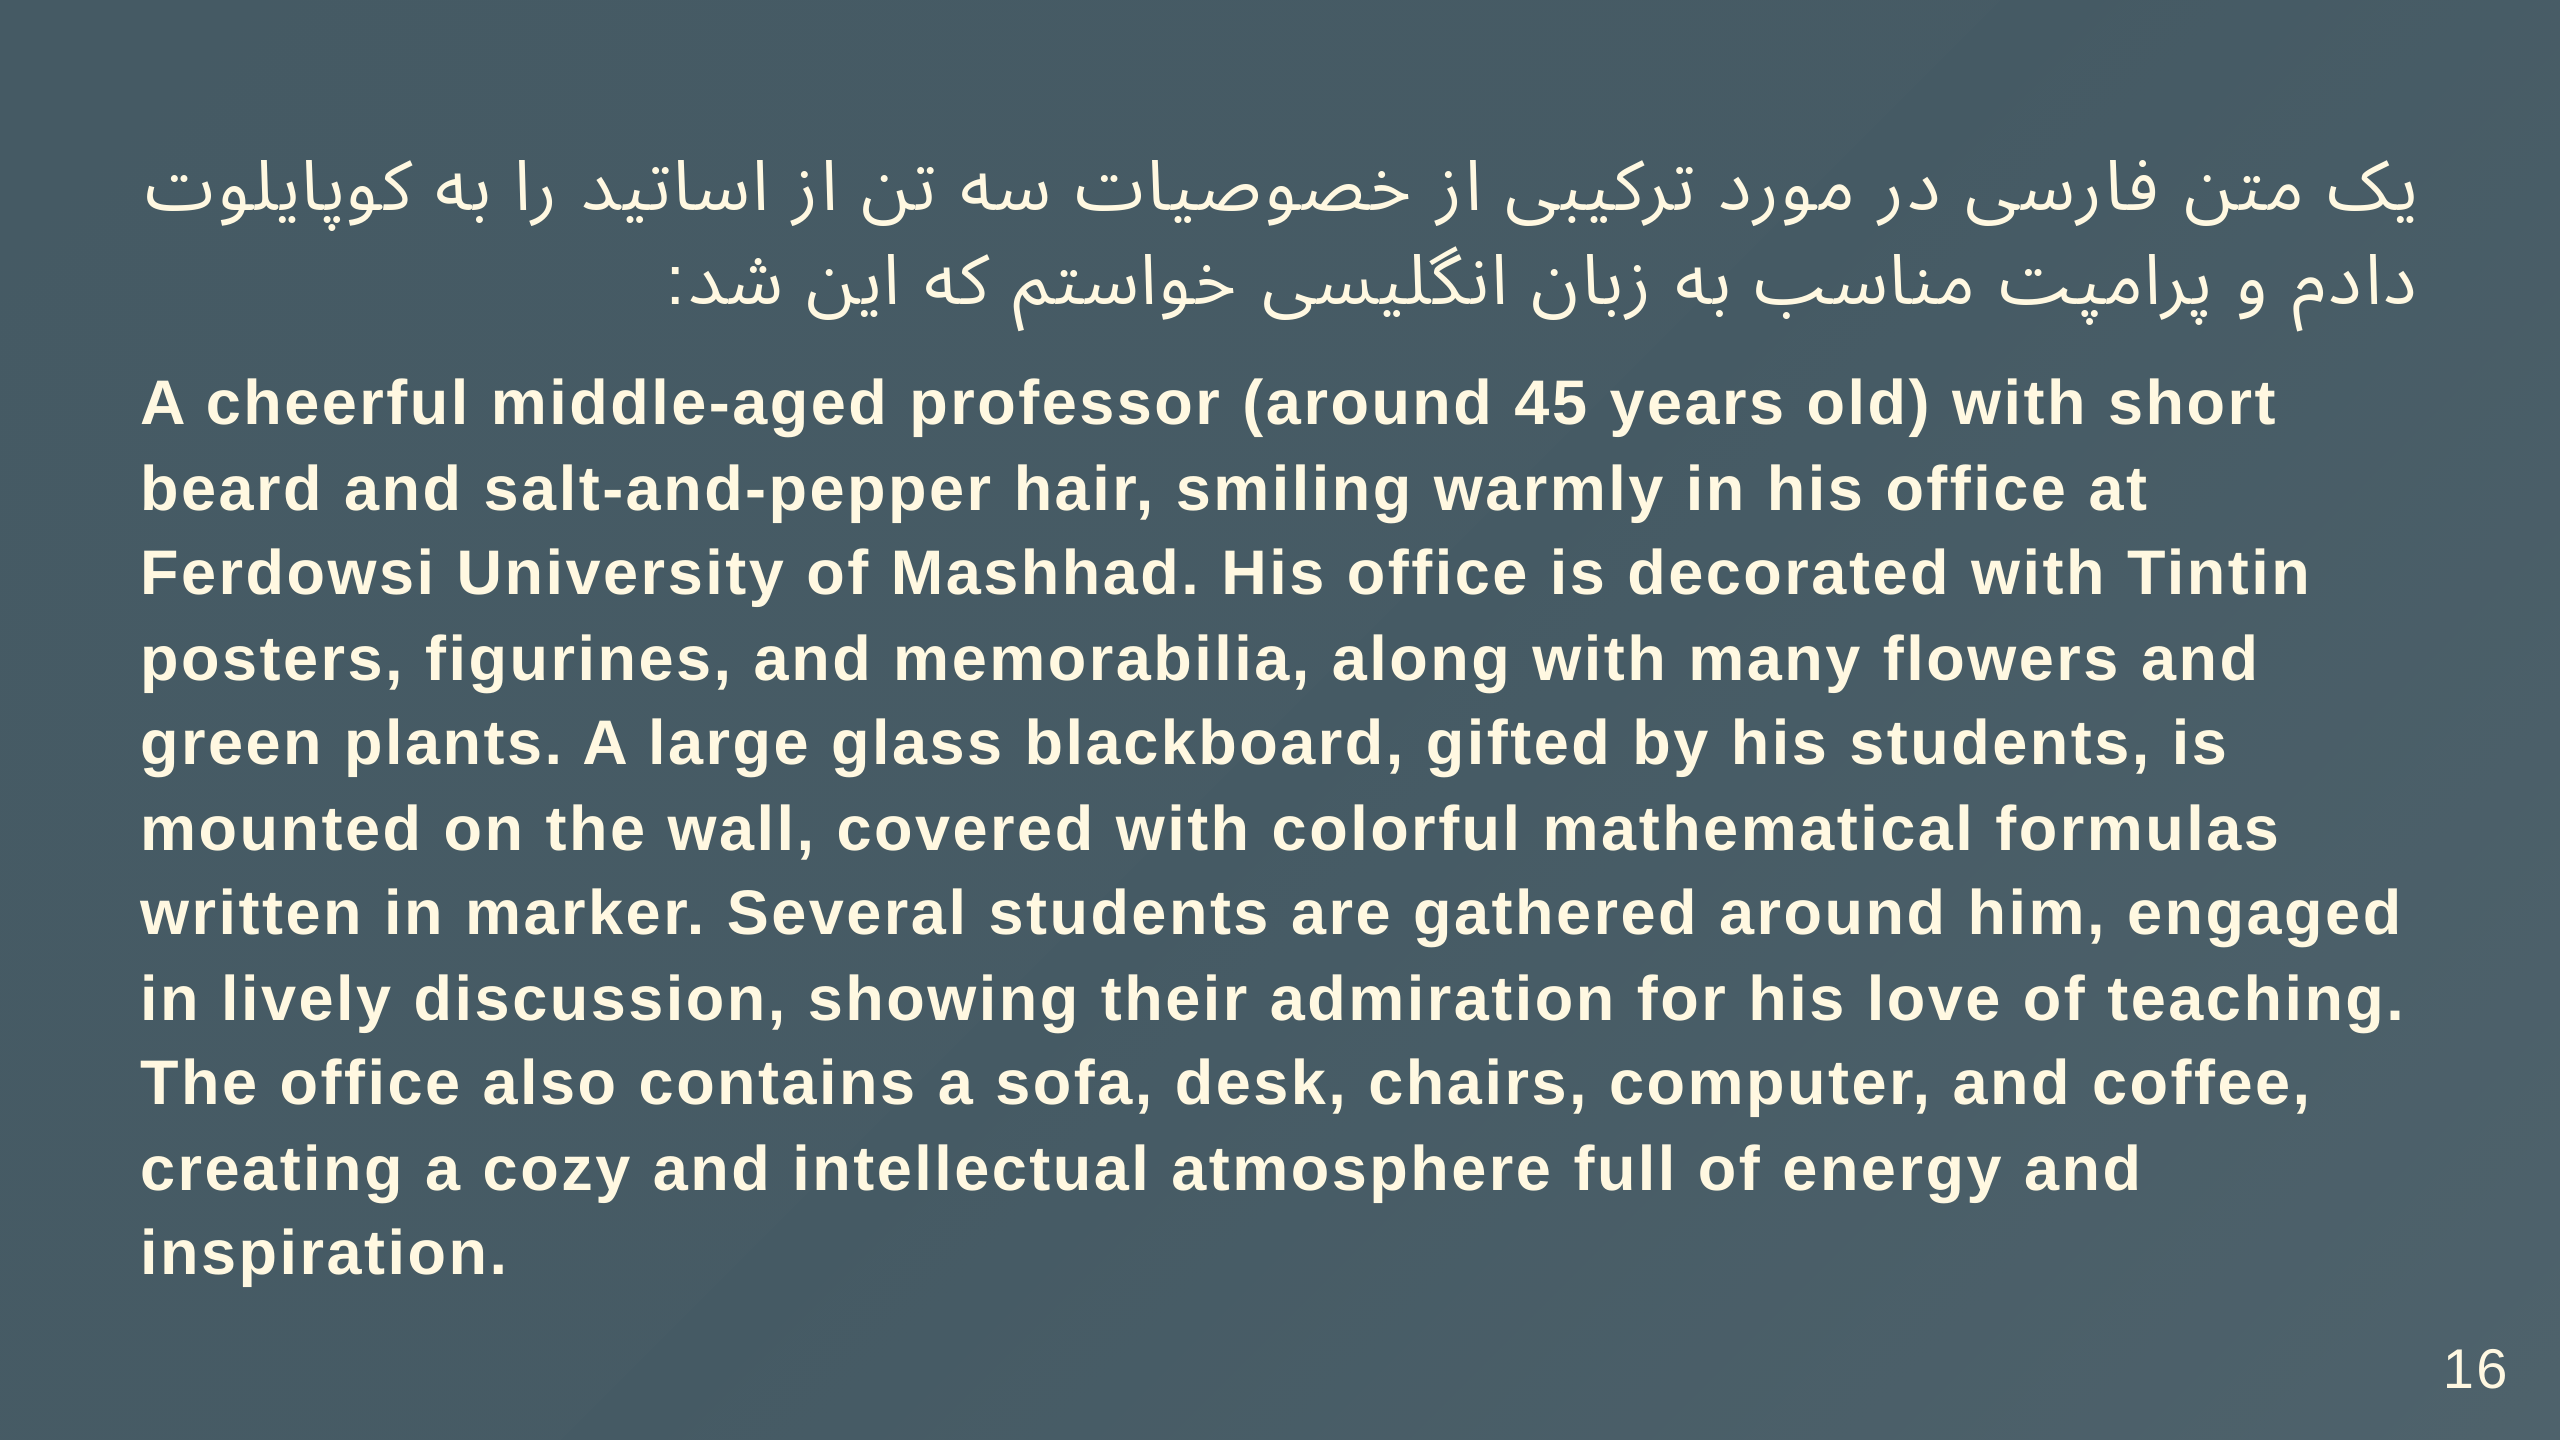 یک متن فارسی در مورد ترکیبی از خصوصیات سه تن از اساتید را به کوپایلوت
دادم و پرامپت مناسب به زبان انگلیسی خواستم که این شد:
A cheerful middle-aged professor (around 45 years old) with short
beard and salt-and-pepper hair, smiling warmly in his office at
Ferdowsi University of Mashhad. His office is decorated with Tintin
posters, figurines, and memorabilia, along with many flowers and
green plants. A large glass blackboard, gifted by his students, is
mounted on the wall, covered with colorful mathematical formulas
written in marker. Several students are gathered around him, engaged
in lively discussion, showing their admiration for his love of teaching.
The office also contains a sofa, desk, chairs, computer, and coffee,
creating a cozy and intellectual atmosphere full of energy and
inspiration.
16